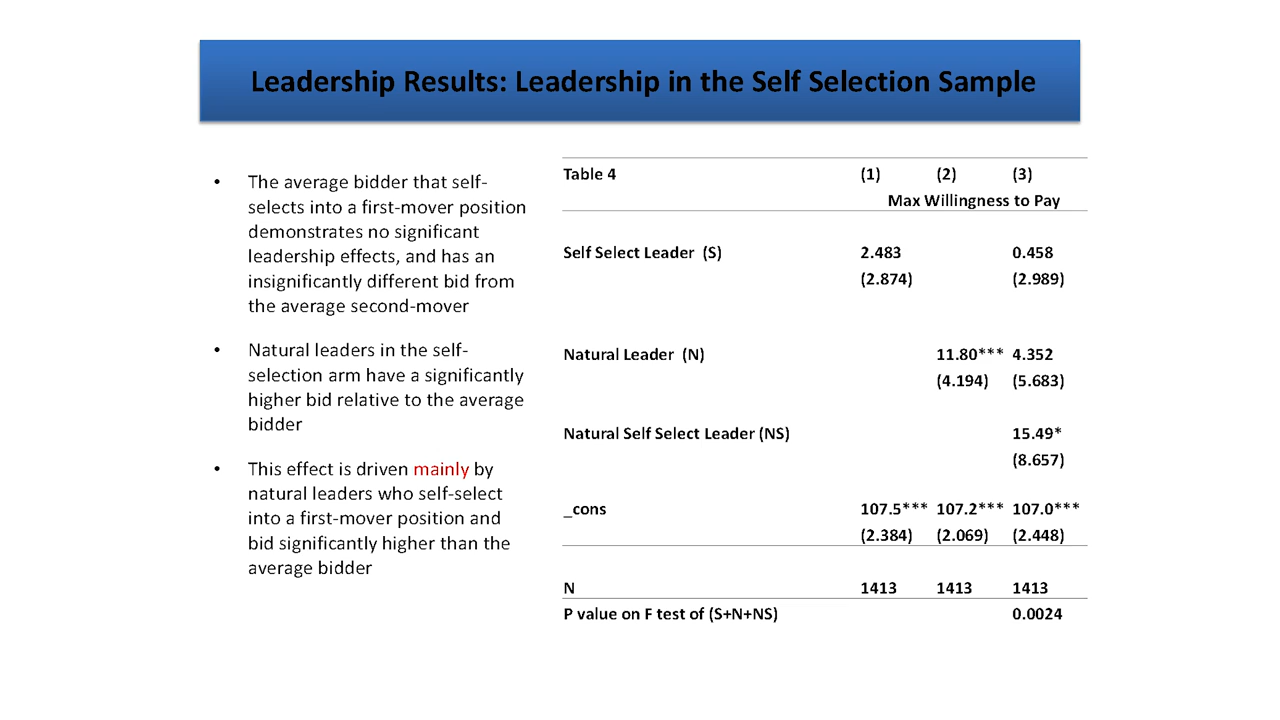 Leadership Results: Leadership in the Self Selection Sample
• The average bidder that self-
selects into a first-mover position
demonstrates no significant
leadership effects, and has an
insignificantly different bid from
the average second-mover
• Natural leaders in the self-
selection arm have a significantly
higher bid relative to the average
bidder
• This effect is driven mainly by
natural leaders who self-select
into a first-mover position and
bid significantly higher than the
average bidder
Table 4 (1) (2) (3)
Max Willingness to Pay
Self Select Leader (S) 2.483 0.458
(2.874) (2.989)
Natural Leader (N) 11.80*** 4.352
(4.194) (5.683)
Natural Self Select Leader (NS) 15.49*
(8.657)
_cons 107.5*** 107.2*** 107.0***
(2.384) (2.069) (2.448)
N 1413 1413 1413
P value on F test of (S+N+NS) 0.0024